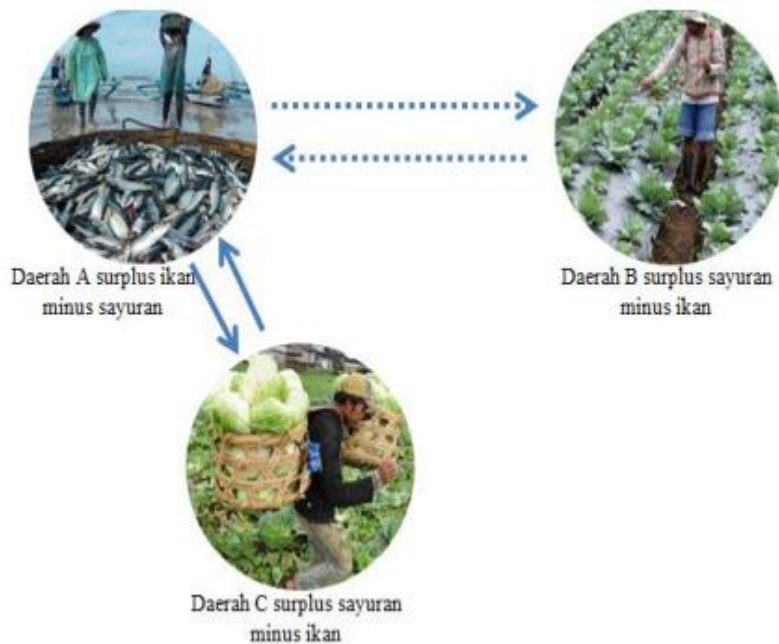 Daerah A surplus ikan
minus sayuran
Daerah B surplus sayuran
minus ikan
Daerah C surplus sayuran
minus ikan